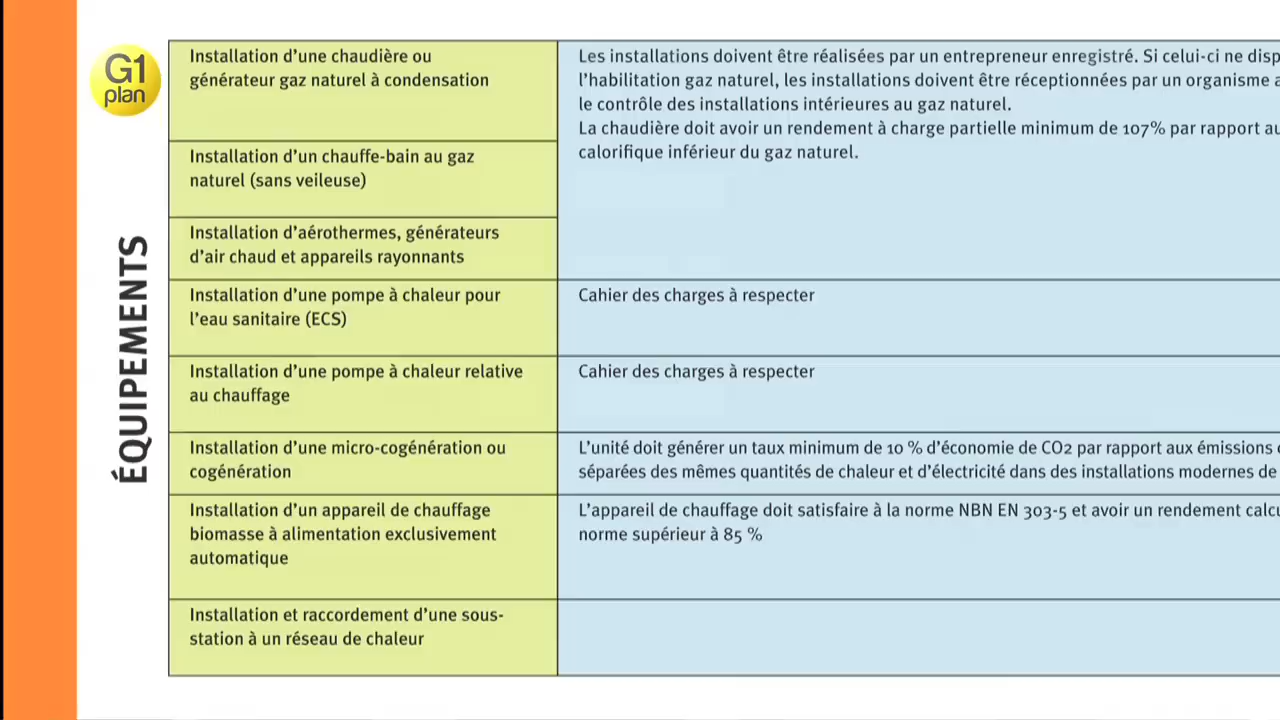 G1
plan
ÉQUIPEMENTS
Installation d’une chaudière ou
générateur gaz naturel à condensation
Les installations doivent être réalisées par un entrepreneur enregistré. Si celui-ci ne
l’habilitation gaz naturel, les installations doivent être réceptionnées par un organisme
le contrôle des installations intérieures au gaz naturel.
La chaudière doit avoir un rendement à charge partielle minimum de 107% par rapport
calorifique inférieur du gaz naturel.
Installation d’un chauffe-bain au gaz
naturel (sans veileuse)
Installation d’aérothermes, générateurs
d’air chaud et appareils rayonnants
Installation d’une pompe à chaleur pour
l’eau sanitaire (ECS)
Cahier des charges à respecter
Installation d’une pompe à chaleur relative
au chauffage
Cahier des charges à respecter
Installation d’une micro-cogénération ou
cogénération
L’unité doit générer un taux minimum de 10 % d’économie de CO2 par rapport aux émissions
séparées des mêmes quantités de chaleur et d’électricité dans des installations modernes de
Installation d’un appareil de chauffage
biomasse à alimentation exclusivement
automatique
L’appareil de chauffage doit satisfaire à la norme NBN EN 303-5 et avoir un rendement
norme supérieur à 85 %
Installation et raccordement d’une sous-
station à un réseau de chaleur